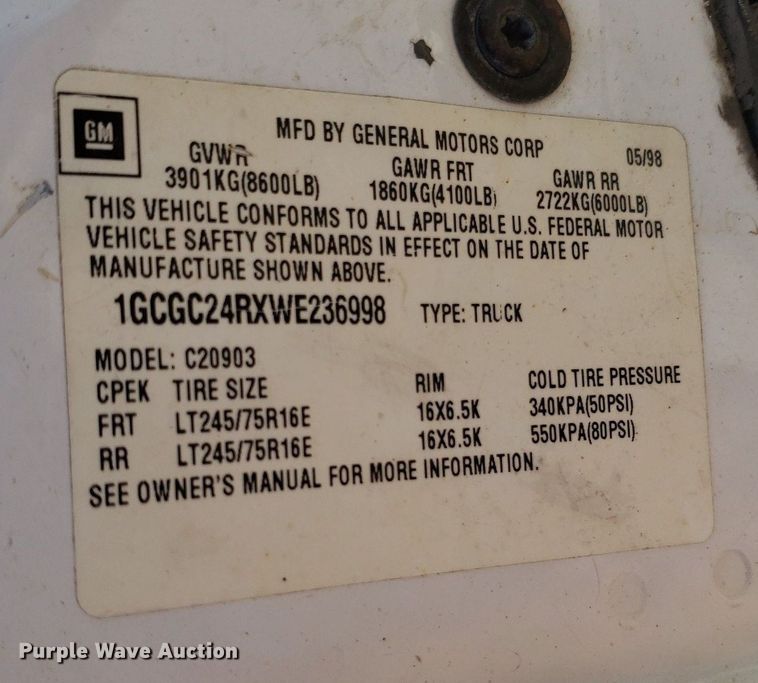 GM
MFD BY GENERAL MOTORS CORP 05/98
GVWR GAWR FRT GAWR RR
3901KG(8600LB) 1860KG(4100LB) 2722KG(6000LB)
THIS VEHICLE CONFORMS TO ALL APPLICABLE U.S. FEDERAL MOTOR
VEHICLE SAFETY STANDARDS IN EFFECT ON THE DATE OF
MANUFACTURE SHOWN ABOVE.
1GCGC24RXWE236998 TYPE: TRUCK
MODEL: C20903
CPEK TIRE SIZE RIM COLD TIRE PRESSURE
FRT LT245/75R16E 16X6.5K 340KPA(50PSI)
RR LT245/75R16E 16X6.5K 550KPA(80PSI)
SEE OWNER'S MANUAL FOR MORE INFORMATION.
Purple Wave Auction